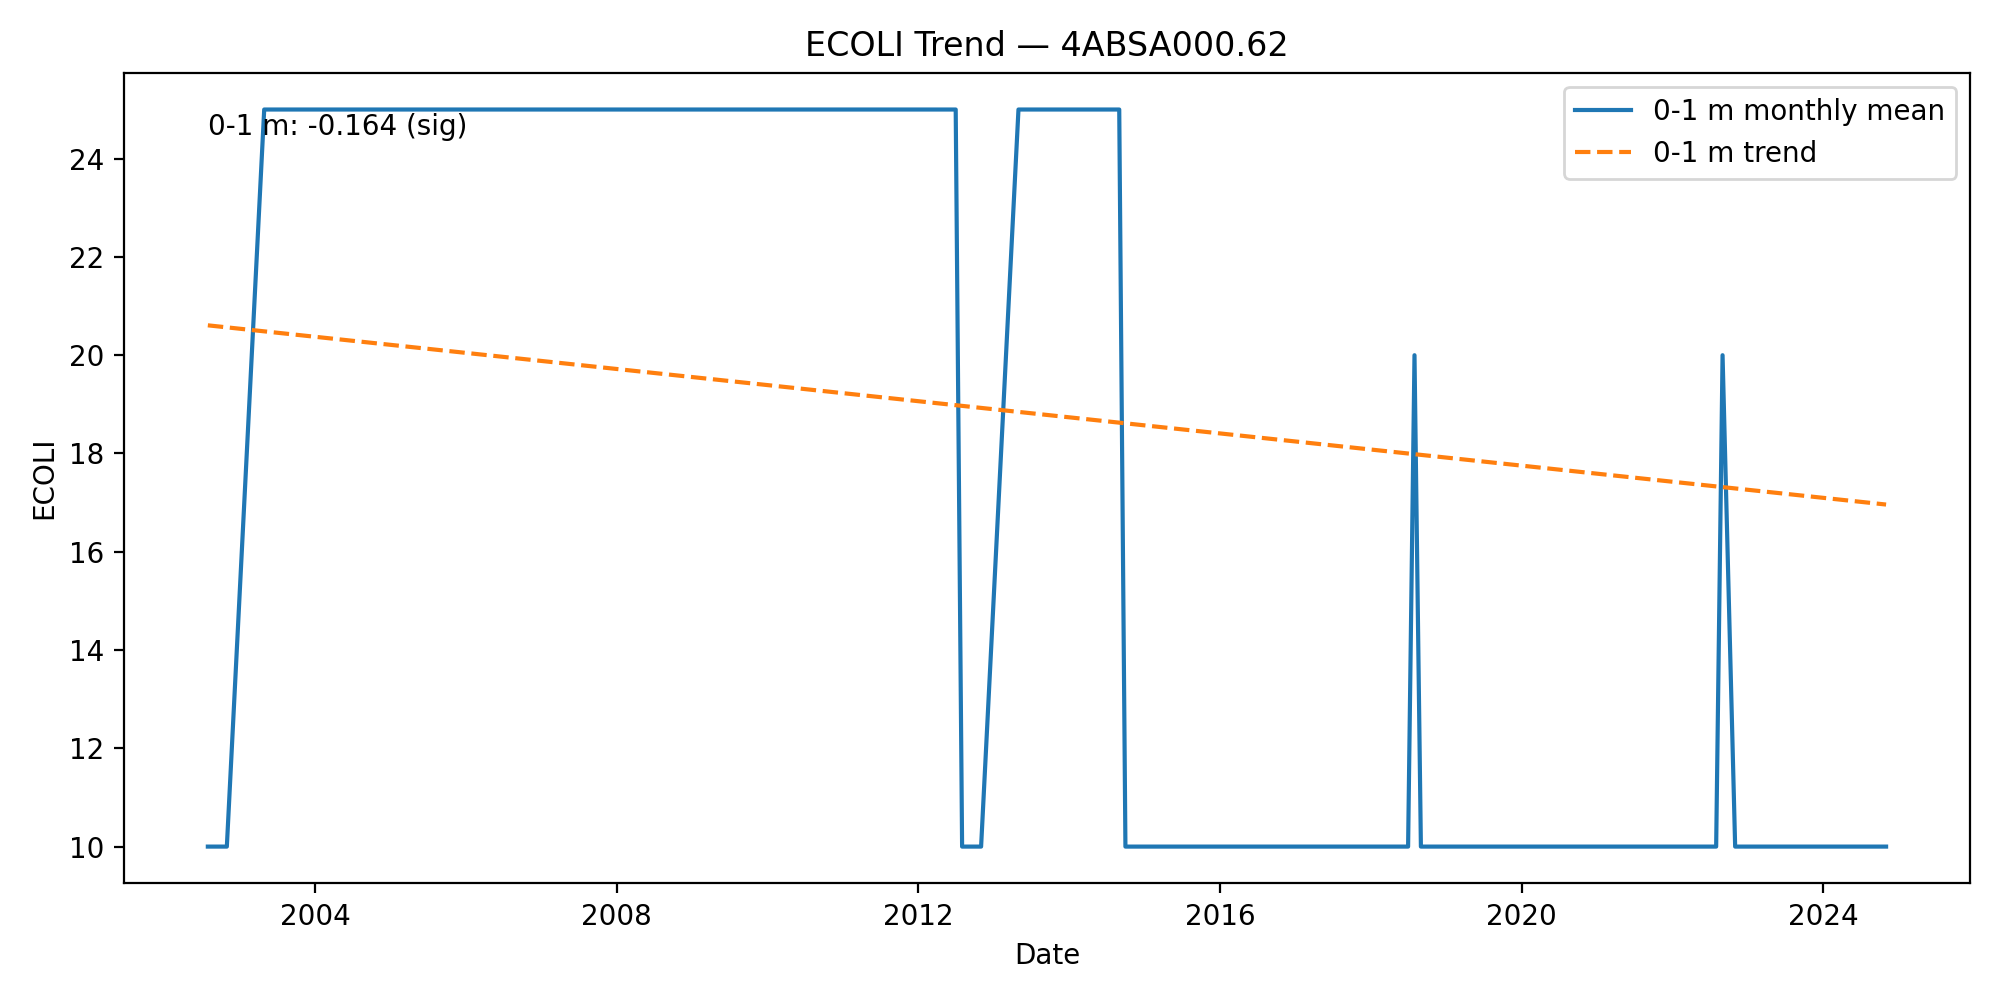 ECOLI Trend — 4ABSA000.62
0-1 m: -0.164 (sig)
0-1 m monthly mean
0-1 m trend
ECOLI
24
22
20
18
16
14
12
10
2004 2008 2012 2016 2020 2024
Date